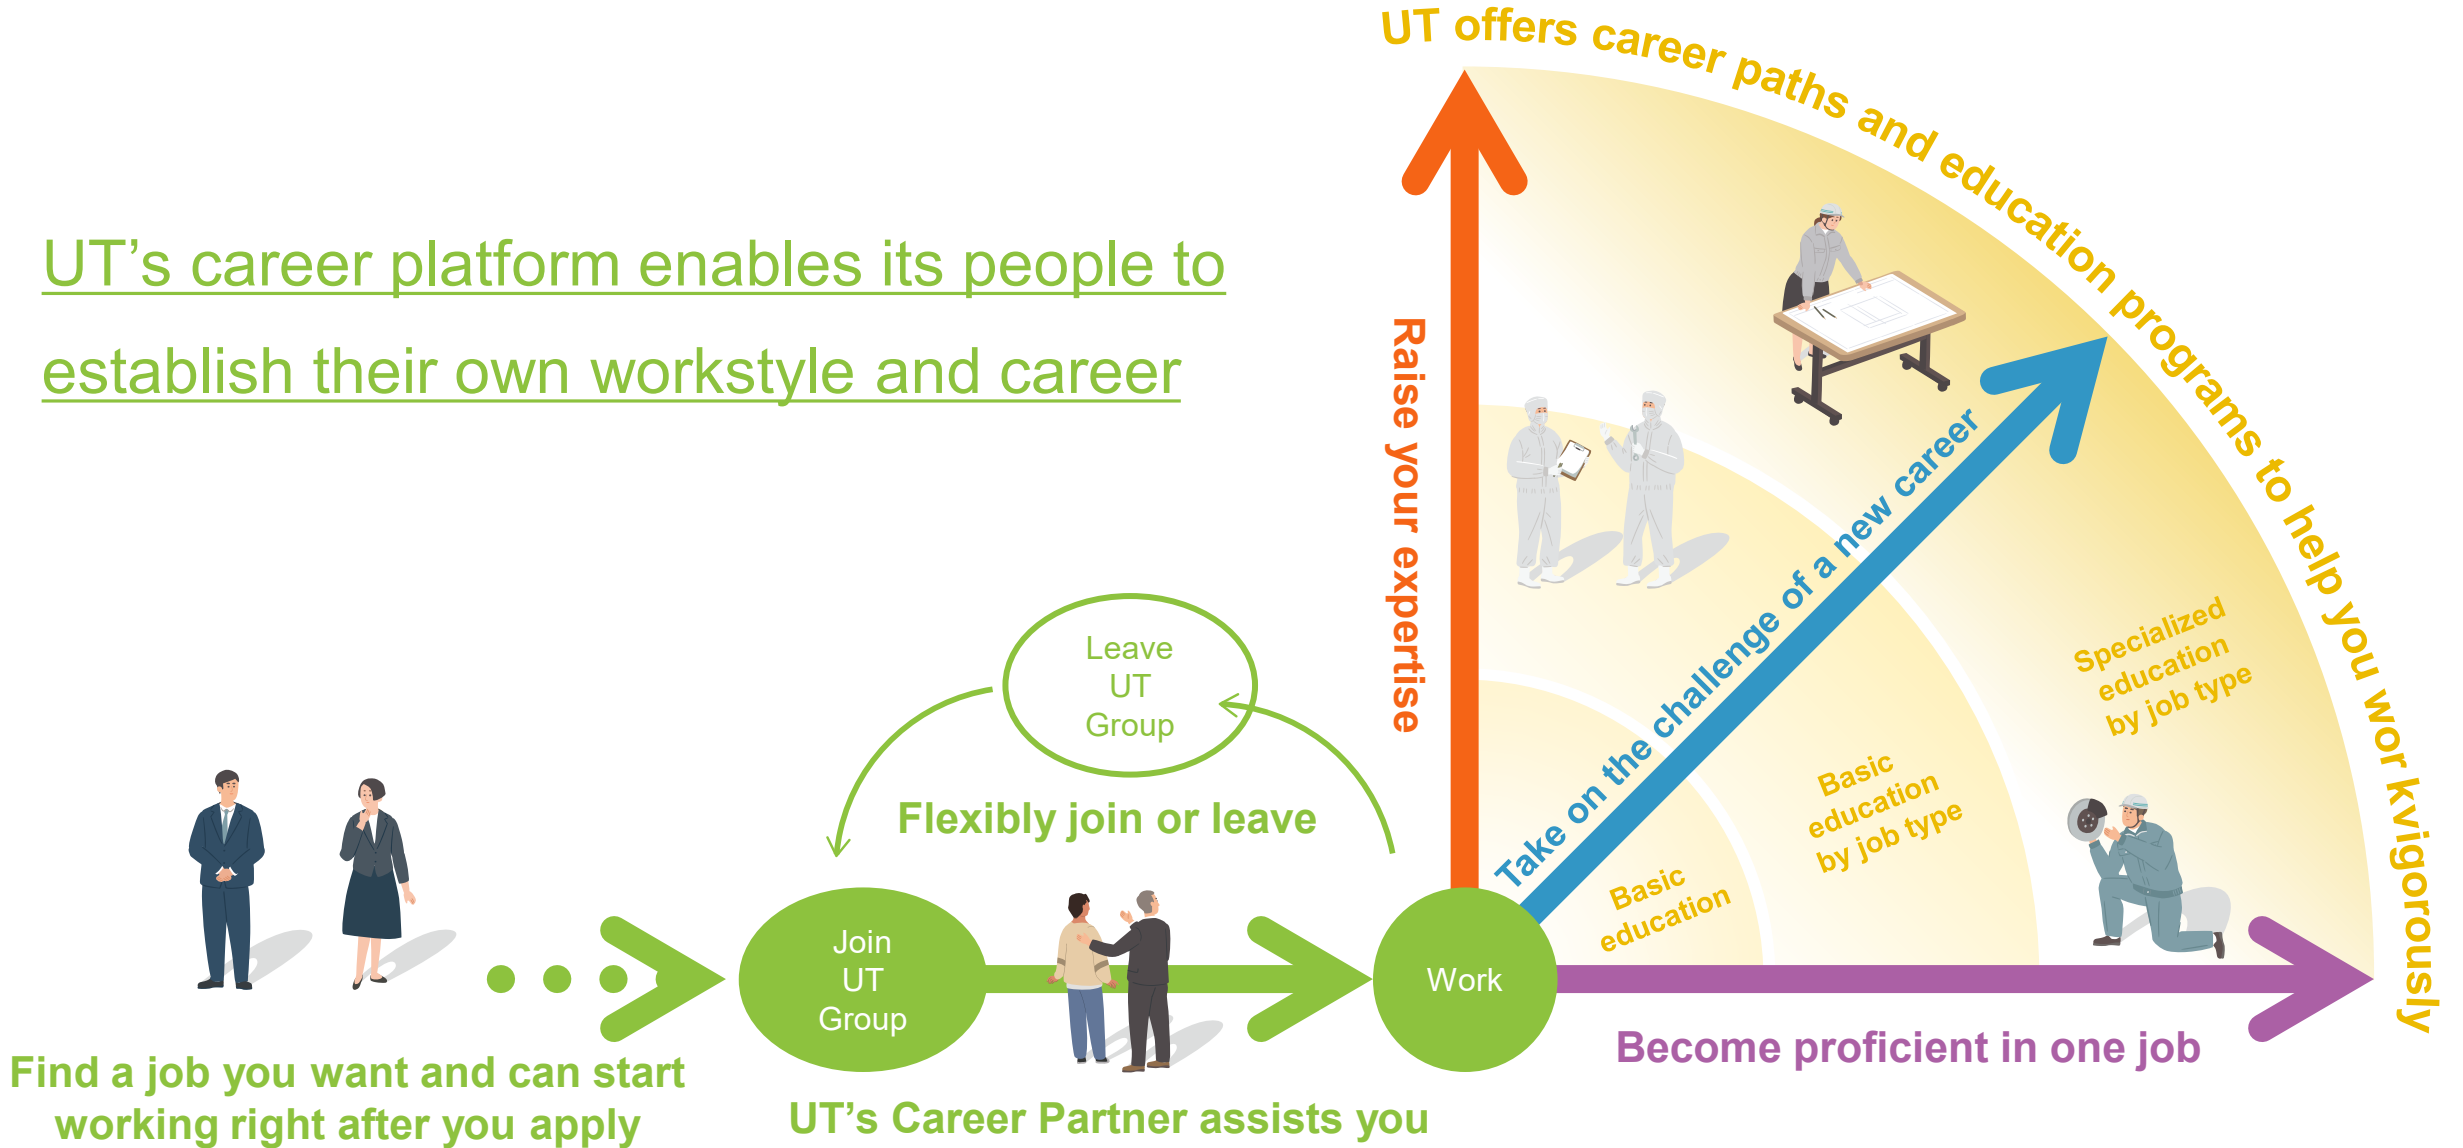 UT offers career paths and education programs to help you wor kvigorously
UT’s career platform enables its people to
establish their own workstyle and career
Raise your expertise
Take on the challenge of a new career
Specialized
education
by job type
Basic
education
by job type
Basic
education
Leave
UT
Group
Flexibly join or leave
Join
UT
Group
Work
Become proficient in one job
Find a job you want and can start
working right after you apply
UT’s Career Partner assists you